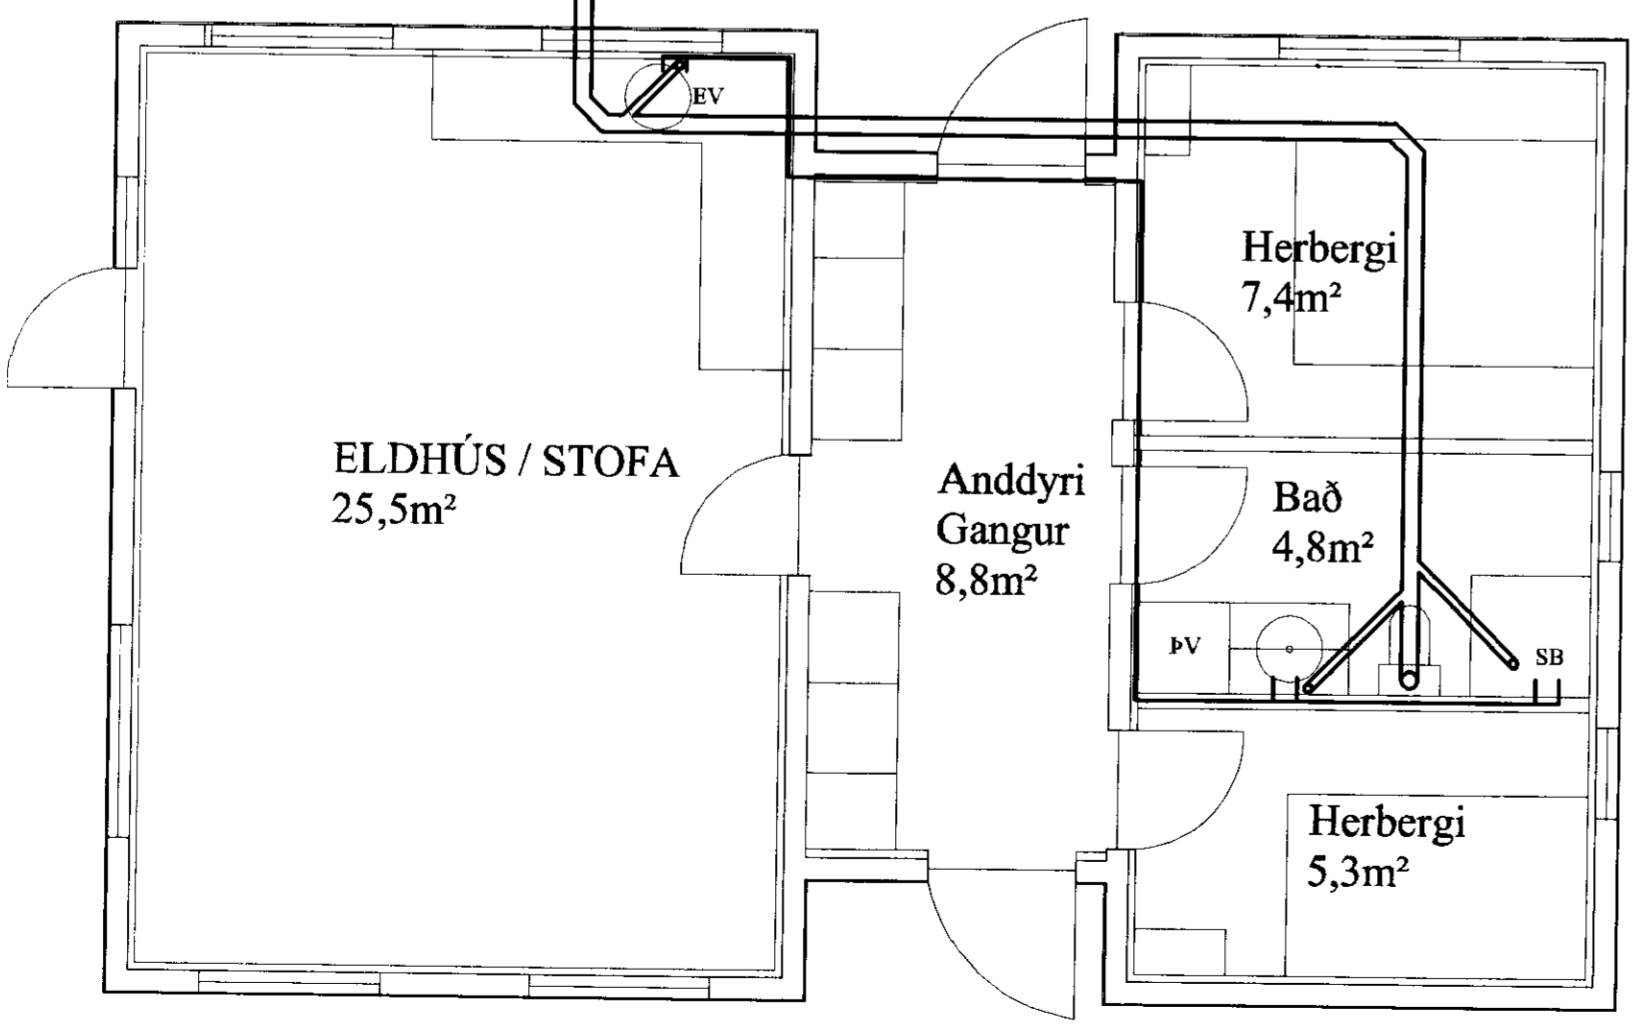 EV
Herbergi
7,4m²
ELDHÚS / STOFA
25,5m²
Anddyri
Gangur
8,8m²
Bað
4,8m²
ÞV
SB
Herbergi
5,3m²